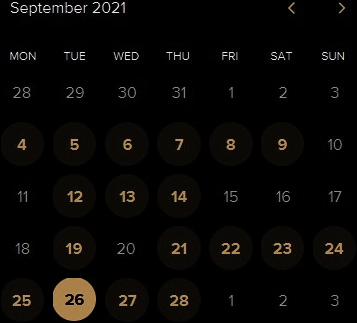 September 2021
MON TUE WED THU FRI SAT SUN
28 29 30 31 1 2 3
4 5 6 7 8 9 10
11 12 13 14 15 16 17
18 19 20 21 22 23 24
25 26 27 28 1 2 3